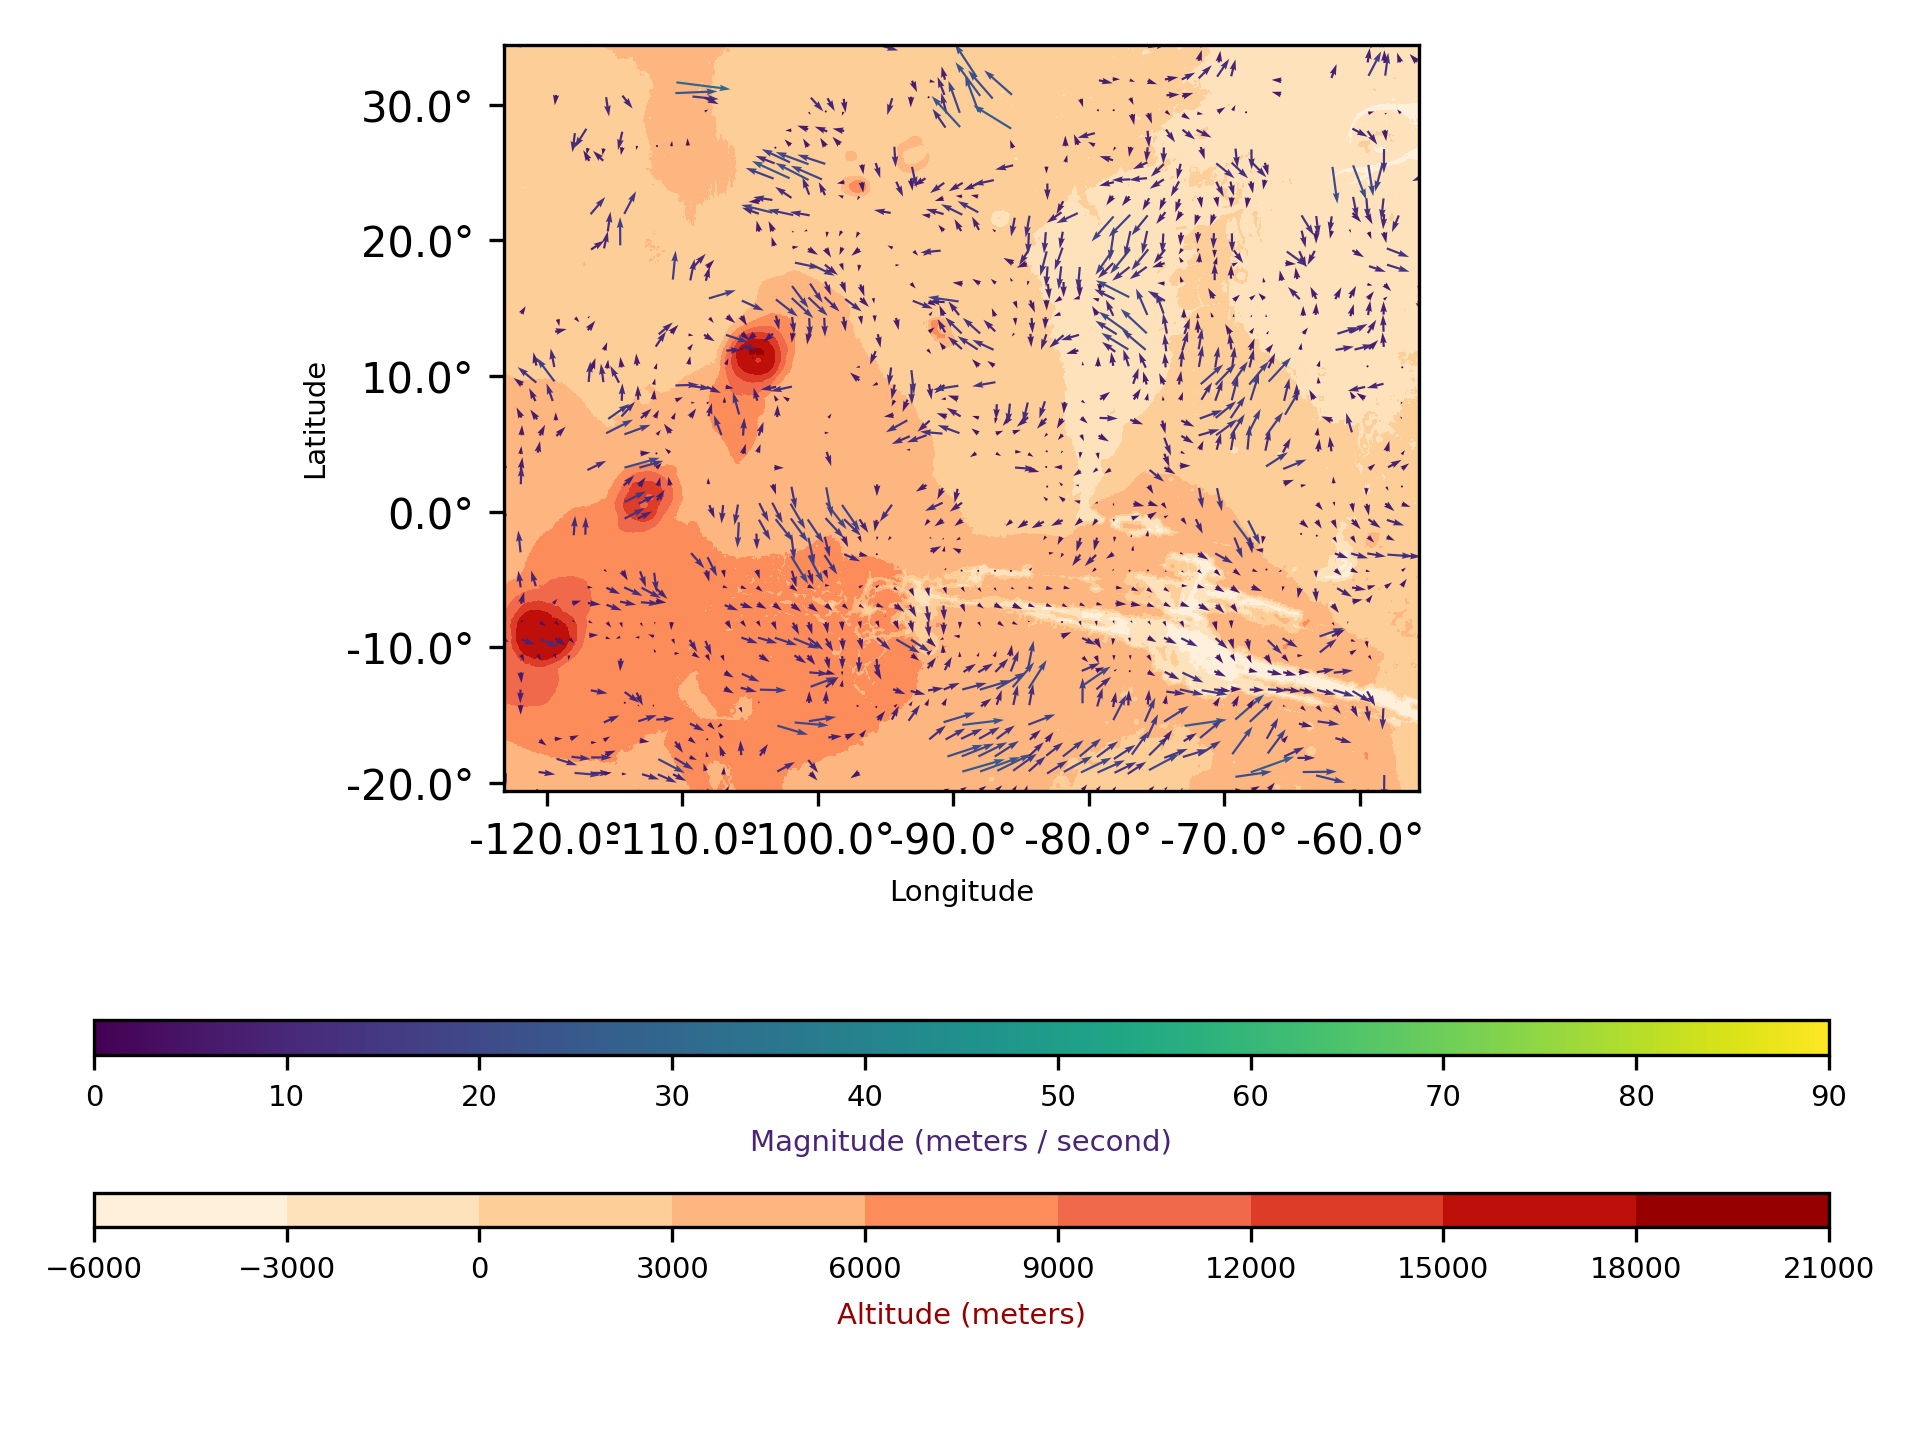 30.0°
20.0°
10.0°
0.0°
-10.0°
-20.0°
Latitude
-120.0° -110.0° -100.0° -90.0° -80.0° -70.0° -60.0°
Longitude
0 10 20 30 40 50 60 70 80 90
Magnitude (meters / second)
−6000 −3000 0 3000 6000 9000 12000 15000 18000 21000
Altitude (meters)